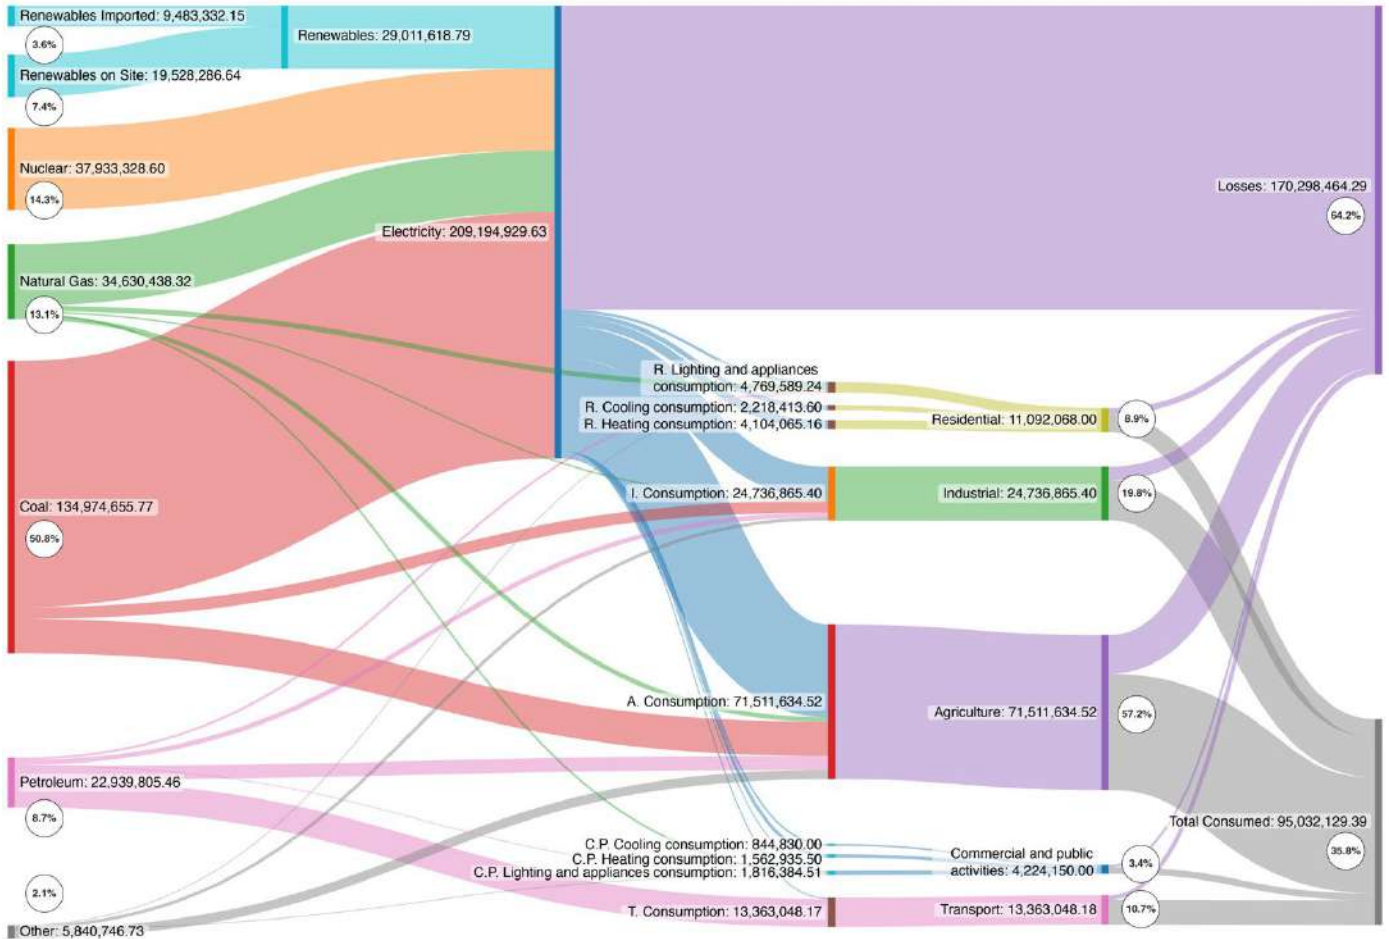 Renewables Imported: 9,483,332.15
3.6%
Renewables: 29,011,618.79
Renewables on Site: 19,528,286.64
7.4%
Nuclear: 37,933,328.60
14.3%
Losses: 170,298,464.29
64.2%
Electricity: 209,194,929.63
Natural Gas: 34,630,438.32
13.1%
R. Lighting and appliances
consumption: 4,769,589.24
R. Cooling consumption: 2,218,413.60
R. Heating consumption: 4,104,065.16
Residential: 11,092,068.00
8.9%
I. Consumption: 24,736,865.40
Industrial: 24,736,865.40
19.8%
Coal: 134,974,655.77
50.8%
A. Consumption: 71,511,634.52
Agriculture: 71,511,634.52
57.2%
Petroleum: 22,939,805.46
8.7%
Total Consumed: 95,032,129.39
35.8%
C.P. Cooling consumption: 844,830.00
C.P. Heating consumption: 1,562,935.50
C.P. Lighting and appliances consumption: 1,816,384.51
Commercial and public
activities: 4,224,150.00
3.4%
2.1%
Other: 5,840,746.73
T. Consumption: 13,363,048.17
Transport: 13,363,048.18
10.7%